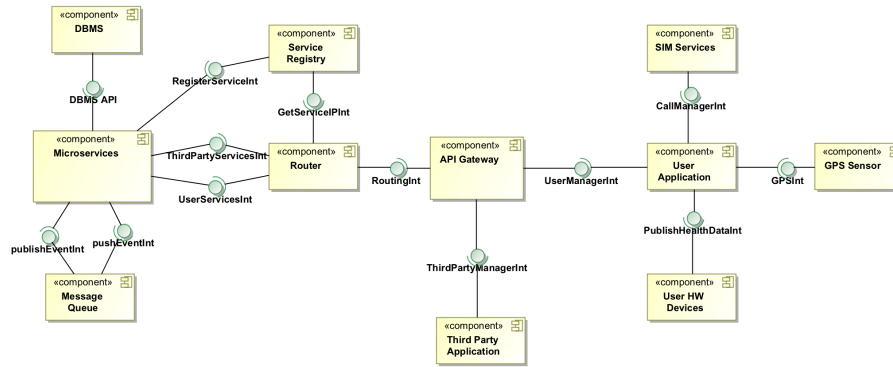 «component»
DBMS
DBMS API
«component»
Service
Registry
RegisterServiceInt
GetServiceIPInt
«component»
Microservices
ThirdPartyServicesInt
UserServicesInt
«component»
Router
RoutingInt
«component»
API Gateway
UserManagerInt
«component»
SIM Services
CallManagerInt
«component»
User
Application
GPSInt
«component»
GPS Sensor
publishEventInt
pushEventInt
«component»
Message
Queue
ThirdPartyManagerInt
«component»
Third Party
Application
PublishHealthDataInt
«component»
User HW
Devices